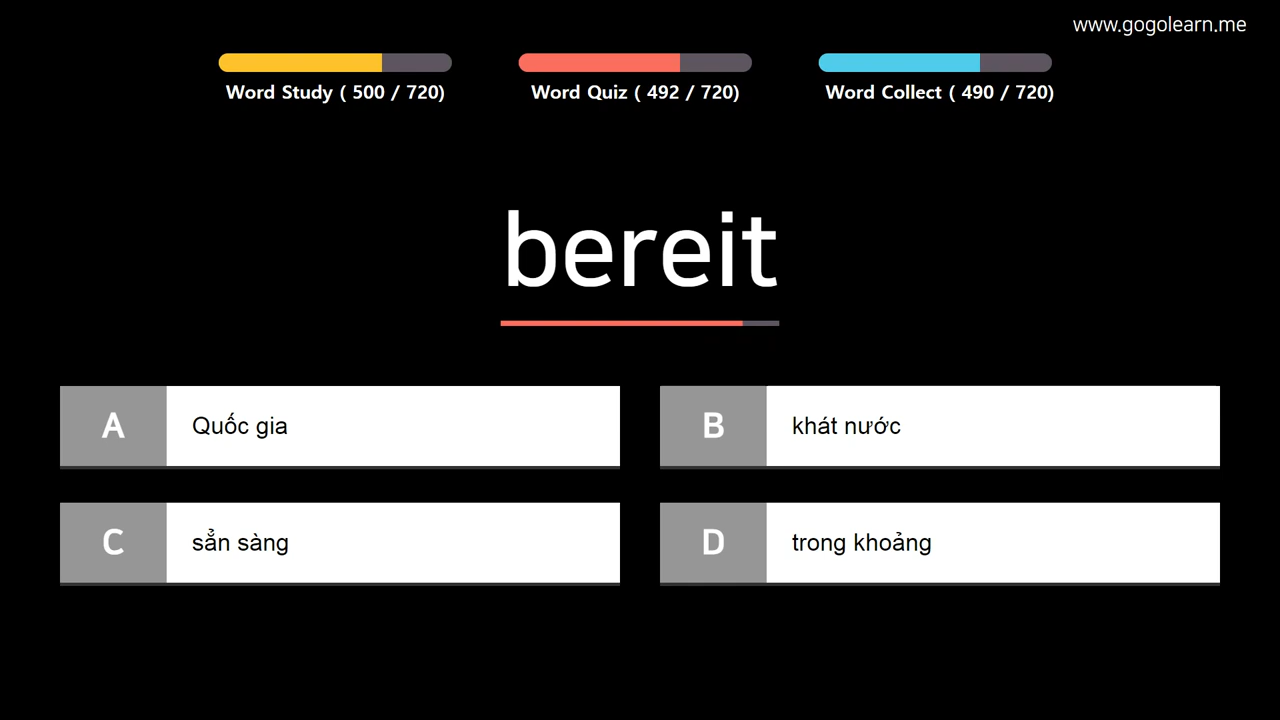 www.gogolearn.me
Word Study ( 500 / 720)
Word Quiz ( 492 / 720)
Word Collect ( 490 / 720)
bereit
A Quốc gia
B khát nước
C sẳn sàng
D trong khoảng